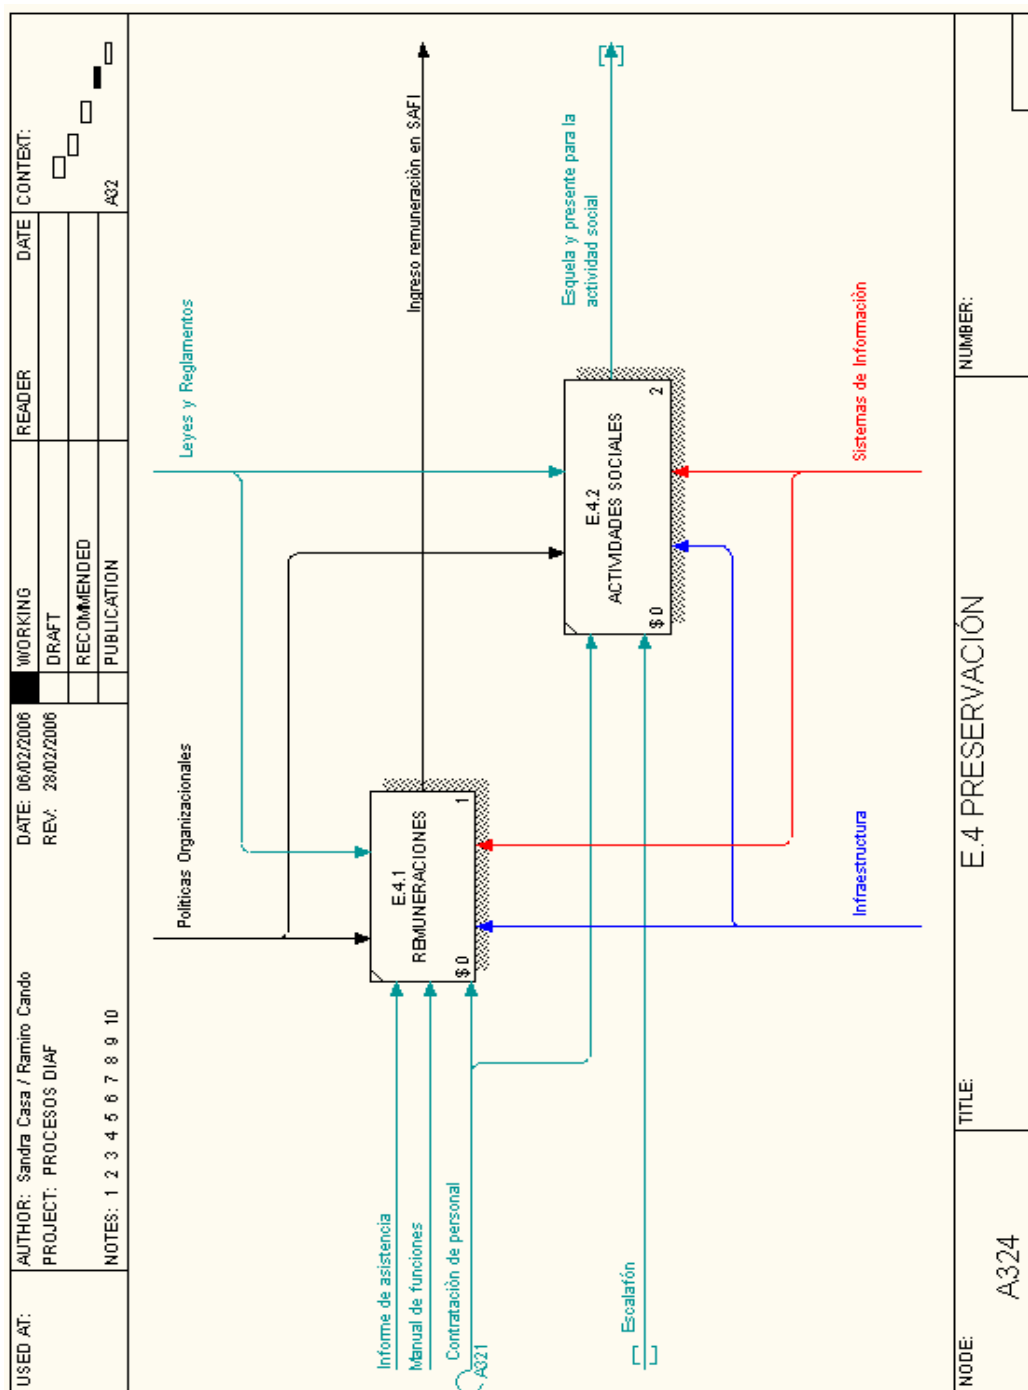 USED AT:
AUTHOR: Sandra Casa / Ramiro Cando
PROJECT: PROCESOS DIAF
NOTES: 1 2 3 4 5 6 7 8 9 10
DATE: 06/02/2006
REV: 28/02/2006
WORKING
DRAFT
RECOMMENDED
PUBLICATION
READER
DATE
CONTEXT:
A32
Políticas Organizacionales
Leyes y Reglamentos
Informe de asistencia
Manual de funciones
Contratación de personal
A321
E.4.1
REMUNERACIONES
$ 0
1
Ingreso remuneración en SAFI
Escalafón
E.4.2
ACTIVIDADES SOCIALES
$ 0
2
Esquela y presente para la
actividad social
Infraestructura
Sistemas de Información
NODE:
A324
TITLE:
E.4 PRESERVACIÓN
NUMBER: